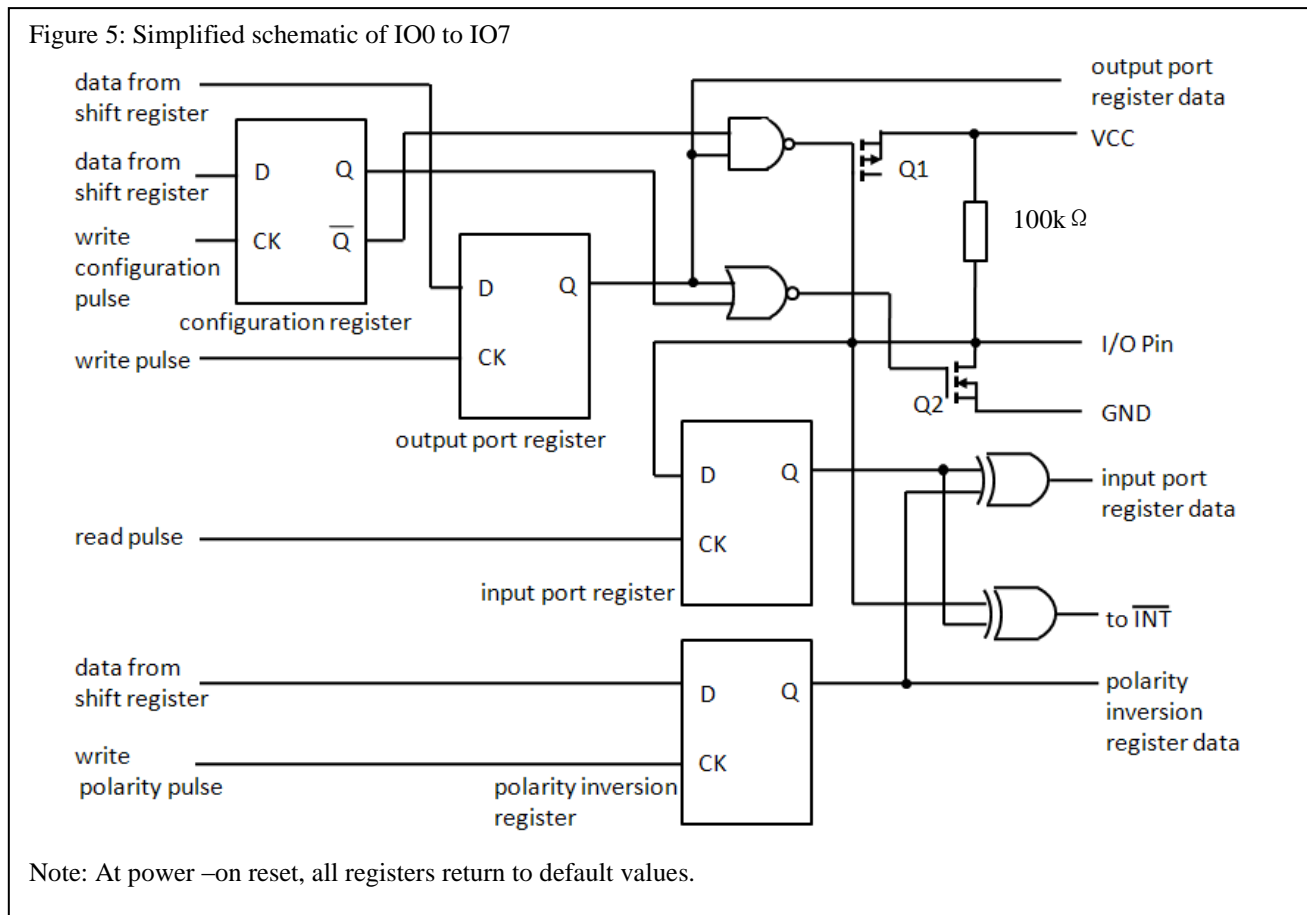 Figure 5: Simplified schematic of IO0 to IO7
data from
shift register
output port
register data
VCC
Q1
D
Q
data from
shift register
100kΩ
CK
Q̅
write
configuration
pulse
configuration register
D
Q
CK
write pulse
output port register
I/O Pin
Q2
GND
D
Q
input port
register data
read pulse
CK
input port register
to I̅N̅T̅
data from
shift register
D
Q
polarity
inversion
register data
write
polarity pulse
CK
polarity inversion
register
Note: At power –on reset, all registers return to default values.